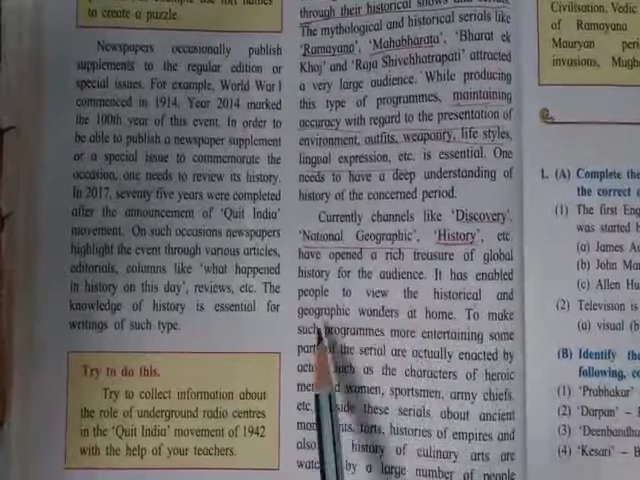 to create a puzzle.
Newspapers occasionally publish
supplements to the regular edition or
special issues. For example, World War I
commenced in 1914. Year 2014 marked
the 100th year of this event. In order to
be able to publish a newspaper supplement
or a special issue to commemorate the
occasion, one needs to review its history.
In 2017, seventy five years were completed
after the announcement of 'Quit India'
movement. On such occasions newspapers
highlight the event through various articles,
editorials, columns like 'what happened
in history on this day', reviews, etc. The
knowledge of history is essential for
writings of such type.
Try to do this.
Try to collect information about
the role of underground radio centres
in the 'Quit India' movement of 1942
with the help of your teachers.
through their historical shows and
The mythological and historical serials like
'Ramayana', 'Mahabharata', 'Bharat ek
Khoj' and 'Raja Shivchhatrapati' attracted
a very large audience. While producing
this type of programmes, maintaining
accuracy with regard to the presentation of
environment, outfits, weaponry, life styles,
lingual expression, etc. is essential. One
needs to have a deep understanding of
history of the concerned period.
Currently channels like 'Discovery',
'National Geographic', 'History', etc.
have opened a rich treasure of global
history for the audience. It has enabled
people to view the historical and
geographic wonders at home. To make
such programmes more entertaining some
of the serial are actually enacted by
such as the characters of heroic
women, sportsmen, army chiefs,
etc. these serials about ancient
forts, histories of empires and
also history of culinary arts are
by a large number of people
Civilisation, Vedic
of Ramayana
Mauryan
invasions,
1. (A) Complete the
the correct
(1) The first
was started
(a) James
(b) John
(c) Allen
(2) Television is
(a) visual (b)
(B) Identify the
following,
(1) 'Prabhakar'
(2) 'Darpan' –
(3) 'Deenbandhu
(4) 'Kesari' –